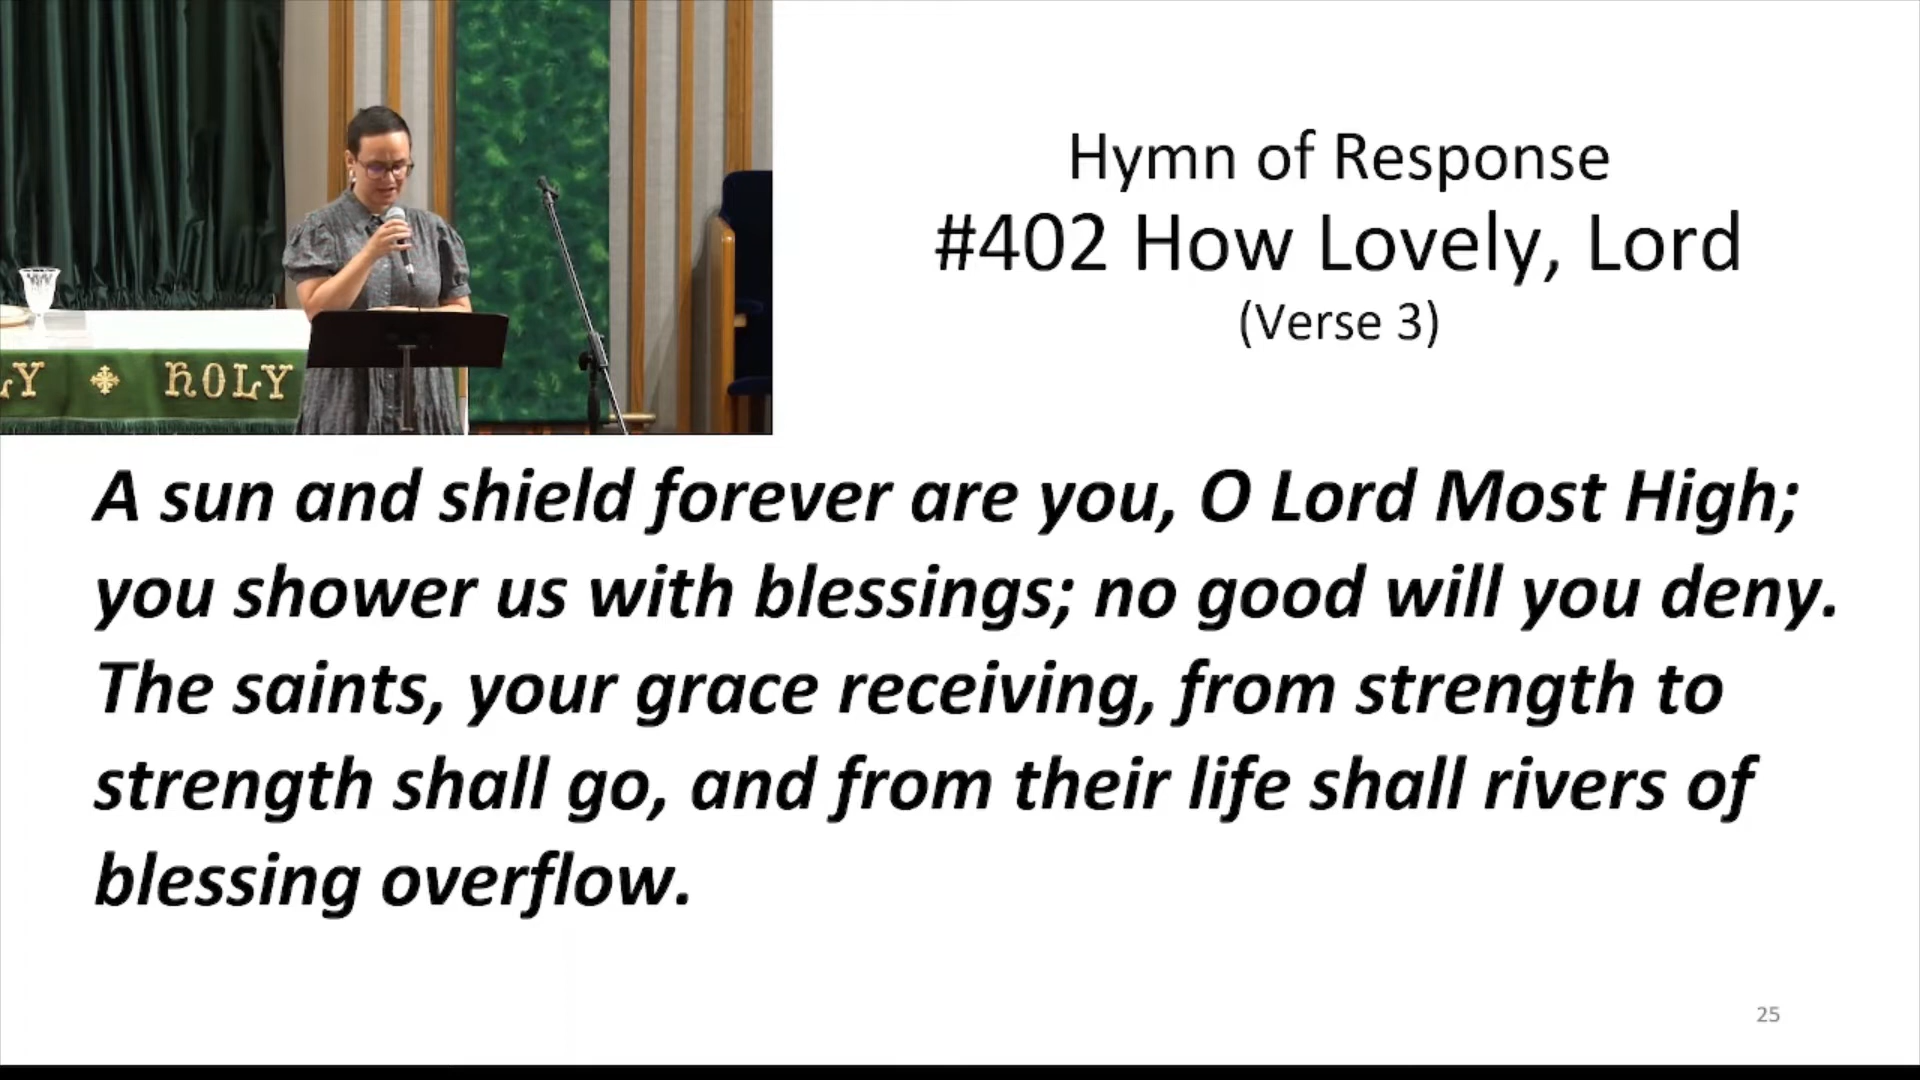 Hymn of Response
#402 How Lovely, Lord
(Verse 3)
LY ✣ HOLY
A sun and shield forever are you, O Lord Most High;
you shower us with blessings; no good will you deny.
The saints, your grace receiving, from strength to
strength shall go, and from their life shall rivers of
blessing overflow.
25